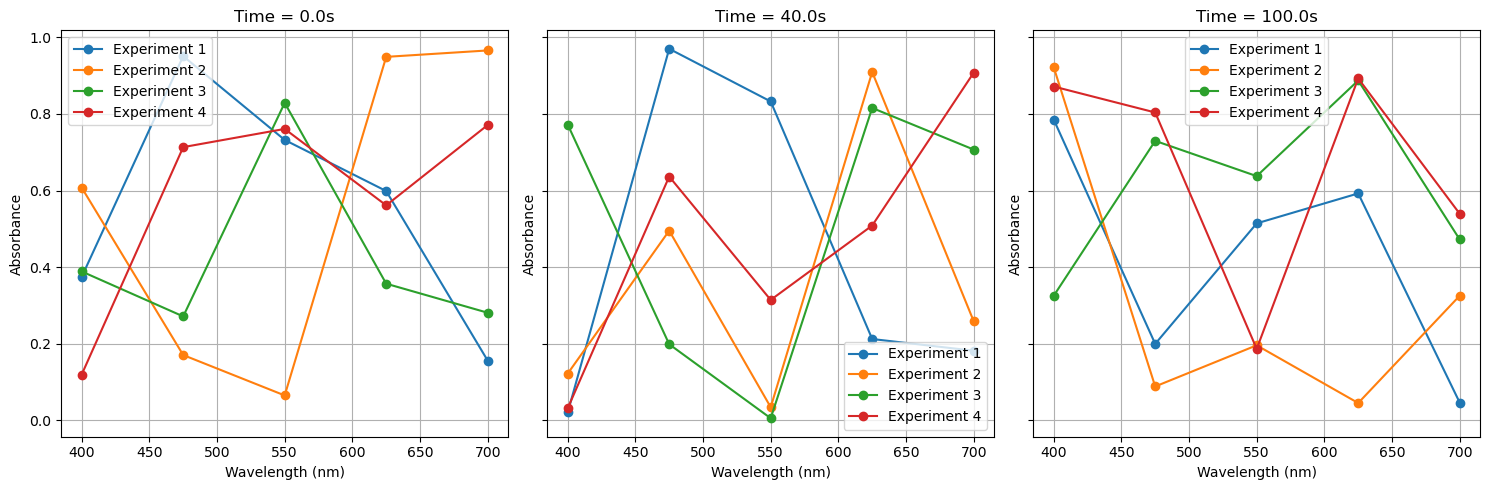 Time = 0.0s
1.0
0.8
0.6
0.4
0.2
0.0
Absorbance
Experiment 1
Experiment 2
Experiment 3
Experiment 4
400 450 500 550 600 650 700
Wavelength (nm)
Time = 40.0s
Absorbance
Experiment 1
Experiment 2
Experiment 3
Experiment 4
400 450 500 550 600 650 700
Wavelength (nm)
Time = 100.0s
Absorbance
Experiment 1
Experiment 2
Experiment 3
Experiment 4
400 450 500 550 600 650 700
Wavelength (nm)